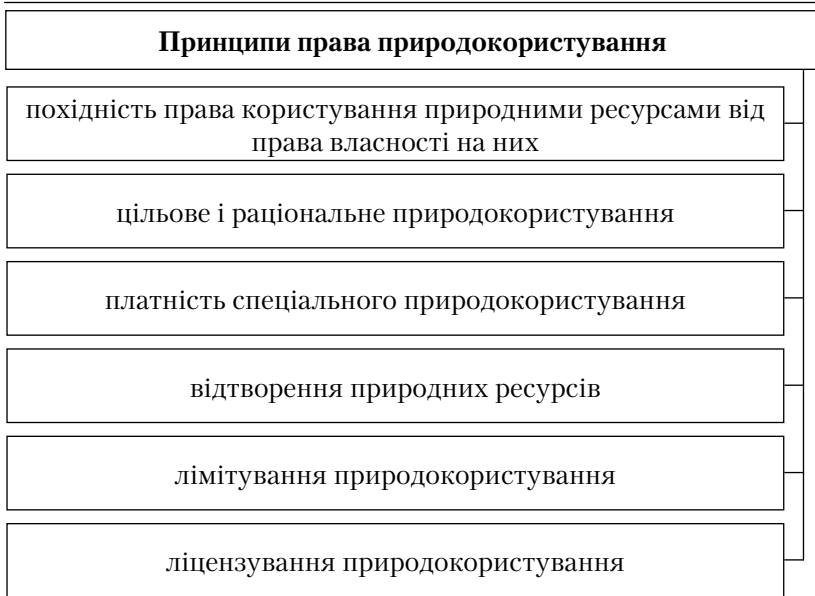 Принципи права природокористування
похідність права користування природними ресурсами від
права власності на них
цільове і раціональне природокористування
платність спеціального природокористування
відтворення природних ресурсів
лімітування природокористування
ліцензування природокористування